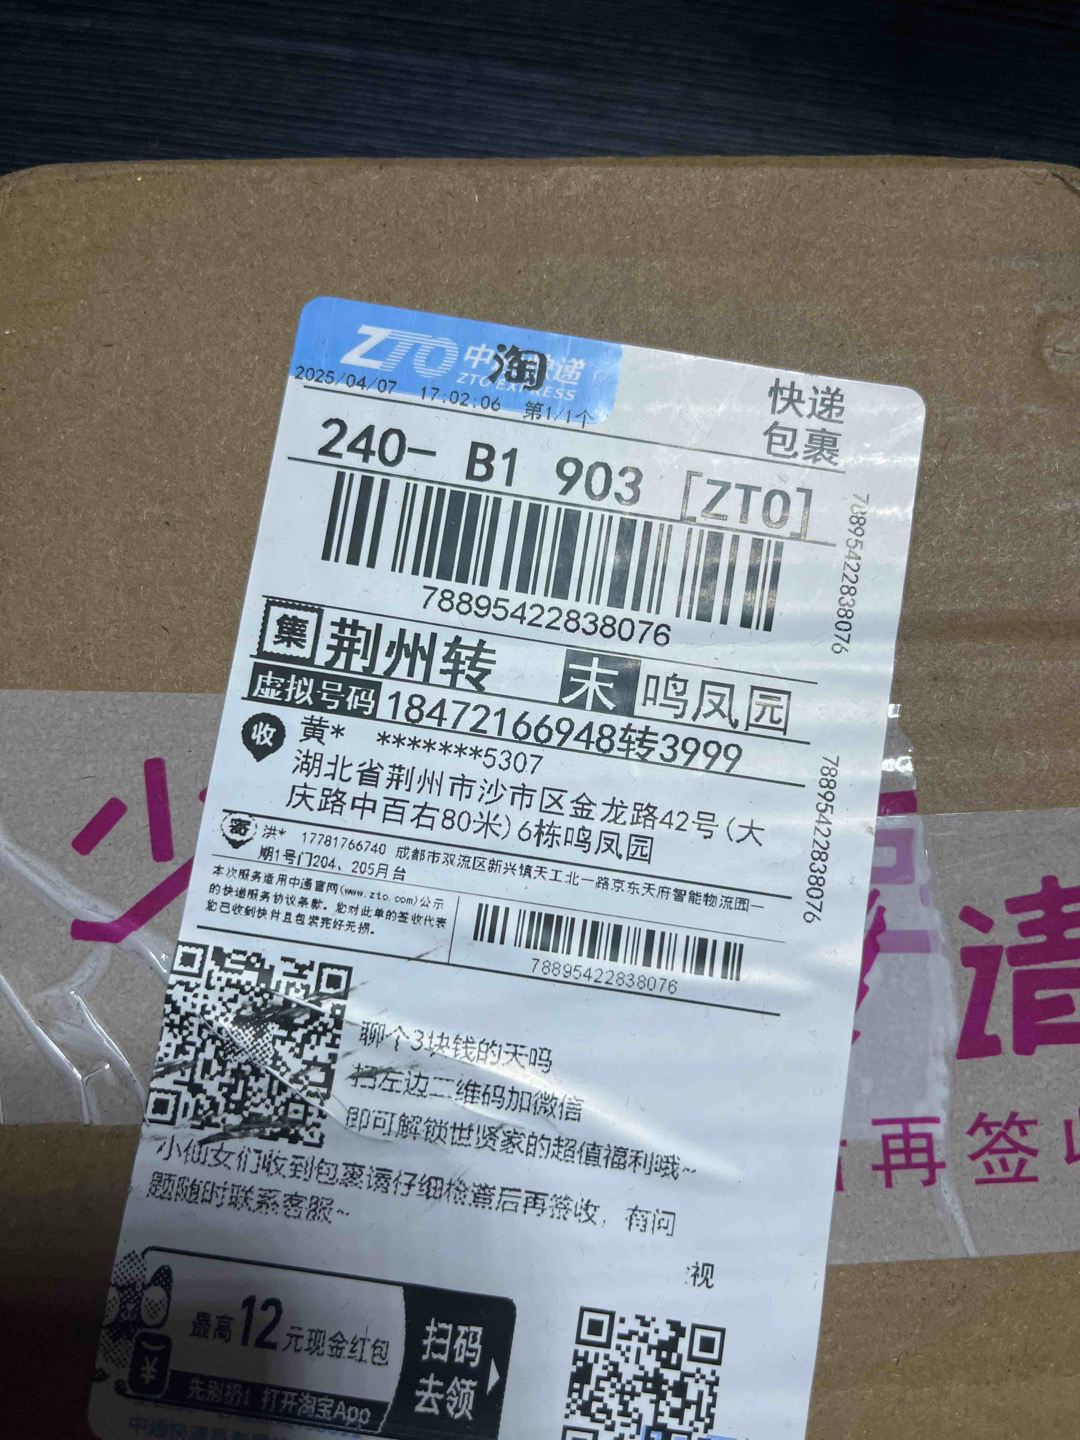 ZTO 中 淘 递
ZTO EXPRESS
2025/04/07 17:02:06 第1/1个
快递
包裹
240- B1 903 [ZTO]
78895422838076
78895422838076
集 荆州转 末 鸣凤园
虚拟号码 18472166948转3999
收 黄* *******5307
湖北省荆州市沙市区金龙路42号(大
庆路中百右80米)6栋鸣凤园
78895422838076
寄 洪* 17781766740 成都市双流区新兴镇天工北一路京东天府智能物流园一
期1号门204、205月台
本次服务适用中通官网(www.zto.com)公示
的快递服务协议条款。您对此单的签收代表
您已收到快件且包装完好无损。
78895422838076
聊个3块钱的天吗
扫左边二维码加微信
即可解锁世贤家的超值福利哦~
小仙女们收到包裹请仔细检查后再签收，有问
题随时联系客服~
视
最高12元现金红包
扫码
去领
先别扔！打开淘宝App
少
请
后再签收